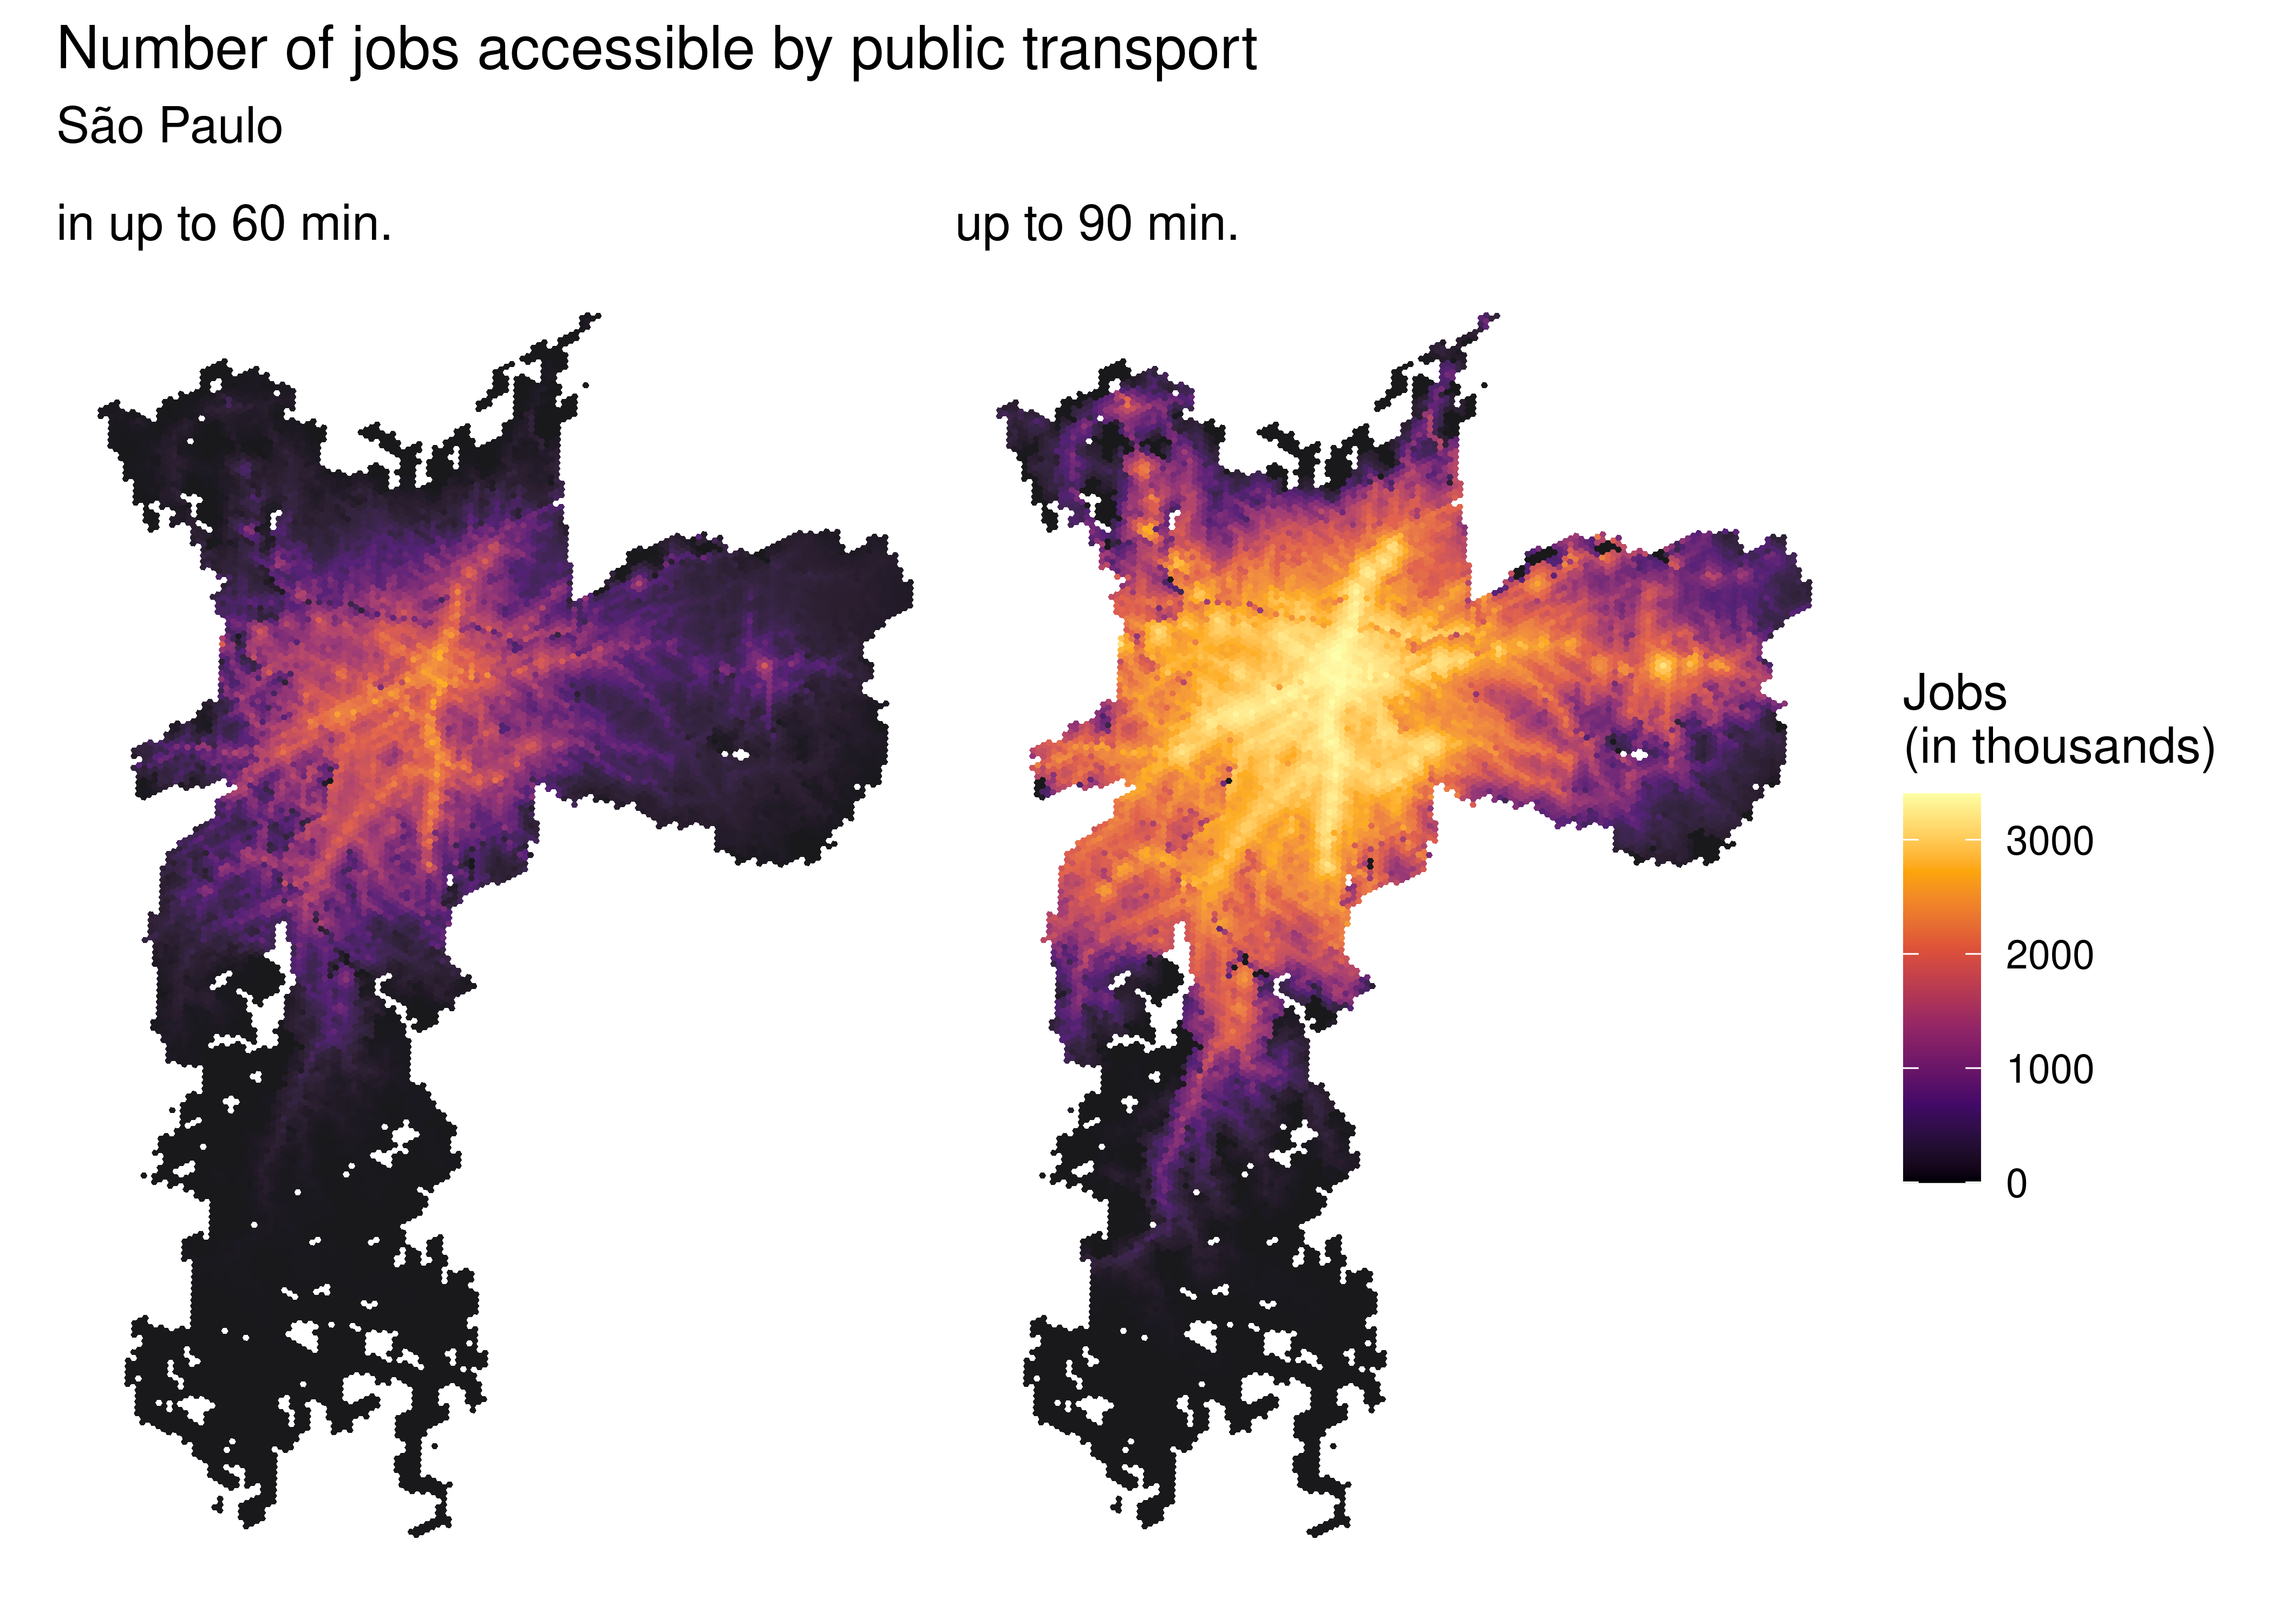 Number of jobs accessible by public transport
São Paulo
in up to 60 min.
up to 90 min.
Jobs
(in thousands)
3000
2000
1000
0